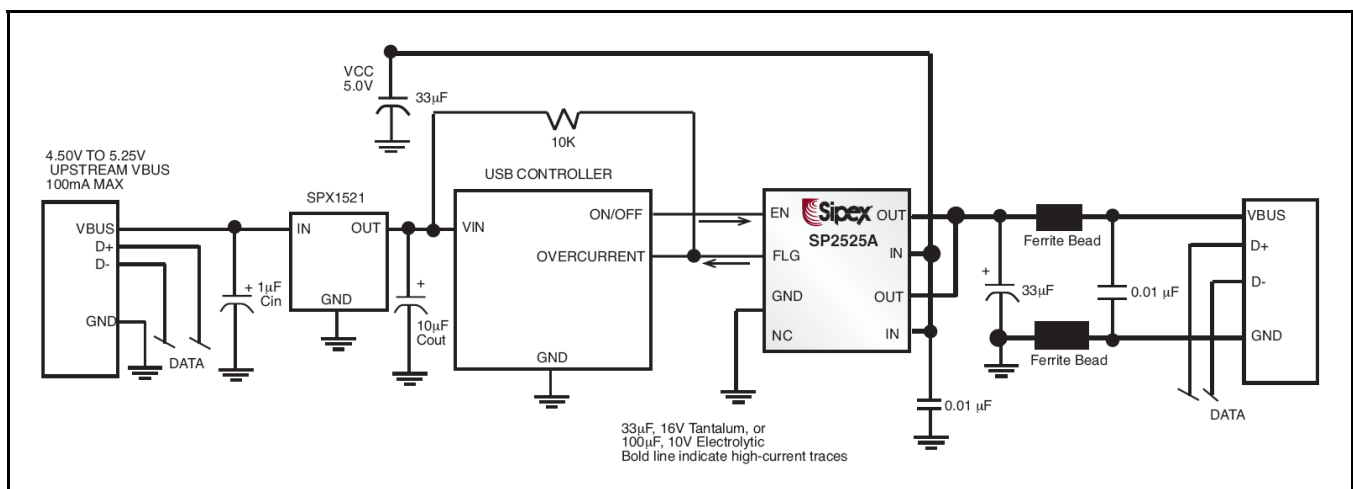 VCC
5.0V
33µF
10K
4.50V TO 5.25V
UPSTREAM VBUS
100mA MAX
VBUS
D+
D-
GND
DATA
+ 1µF
Cin
SPX1521
IN
OUT
GND
+
10µF
Cout
USB CONTROLLER
VIN
ON/OFF
OVERCURRENT
GND
Sipex
SP2525A
EN
FLG
GND
NC
OUT
IN
OUT
IN
0.01 µF
+
33µF
Ferrite Bead
Ferrite Bead
0.01 µF
VBUS
D+
D-
GND
DATA
33µF, 16V Tantalum, or
100µF, 10V Electrolytic
Bold line indicate high-current traces